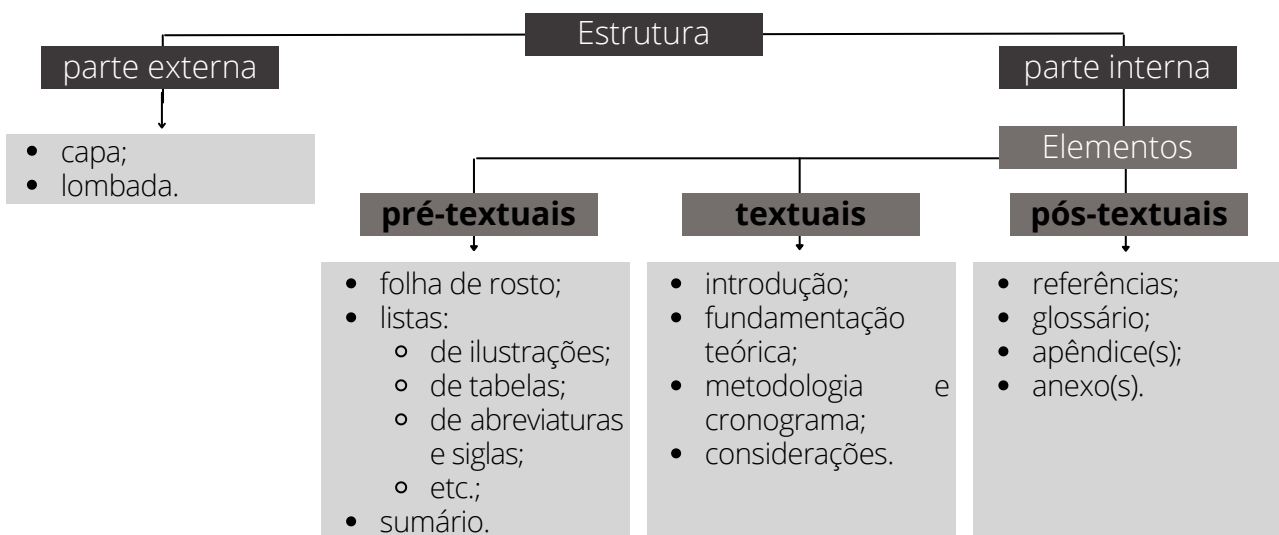 Estrutura
parte externa
parte interna
capa;
lombada.
Elementos
pré-textuais
textuais
pós-textuais
folha de rosto;
listas:
de ilustrações;
de tabelas;
de abreviaturas
e siglas;
etc.;
sumário.
introdução;
fundamentação
teórica;
metodologia e
cronograma;
considerações.
referências;
glossário;
apêndice(s);
anexo(s).